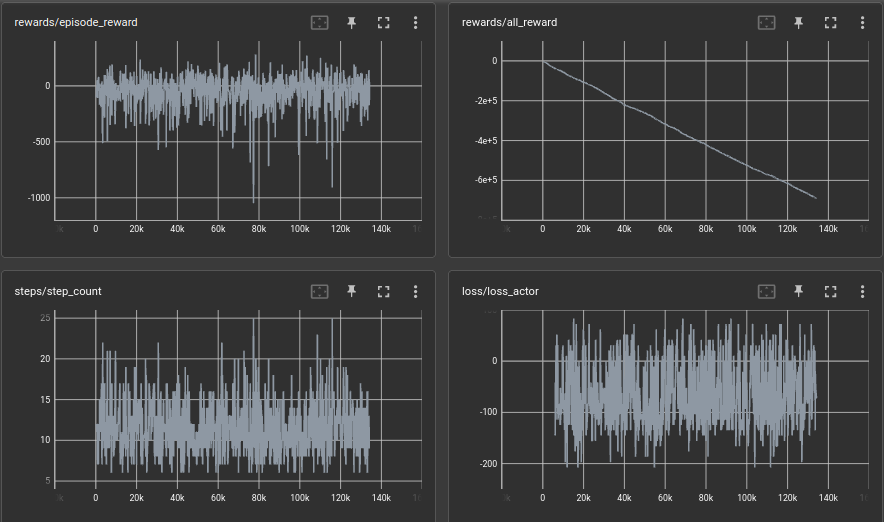 rewards/episode_reward
0
-500
-1000
0 20k 40k 60k 80k 100k 120k 140k
rewards/all_reward
0
-2e+5
-4e+5
-6e+5
0 20k 40k 60k 80k 100k 120k 140k
steps/step_count
25
20
15
10
5
0 20k 40k 60k 80k 100k 120k 140k
loss/loss_actor
0
-100
-200
0 20k 40k 60k 80k 100k 120k 140k